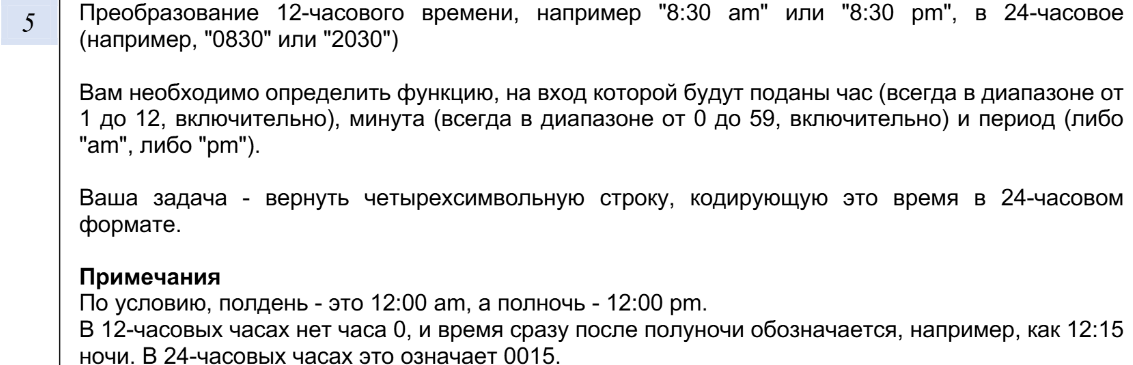 5
Преобразование 12-часового времени, например "8:30 am" или "8:30 pm", в 24-часовое
(например, "0830" или "2030")
Вам необходимо определить функцию, на вход которой будут поданы час (всегда в диапазоне от
1 до 12, включительно), минута (всегда в диапазоне от 0 до 59, включительно) и период (либо
"am", либо "pm").
Ваша задача - вернуть четырехсимвольную строку, кодирующую это время в 24-часовом
формате.
Примечания
По условию, полдень - это 12:00 am, а полночь - 12:00 pm.
В 12-часовых часах нет часа 0, и время сразу после полуночи обозначается, например, как 12:15
ночи. В 24-часовых часах это означает 0015.